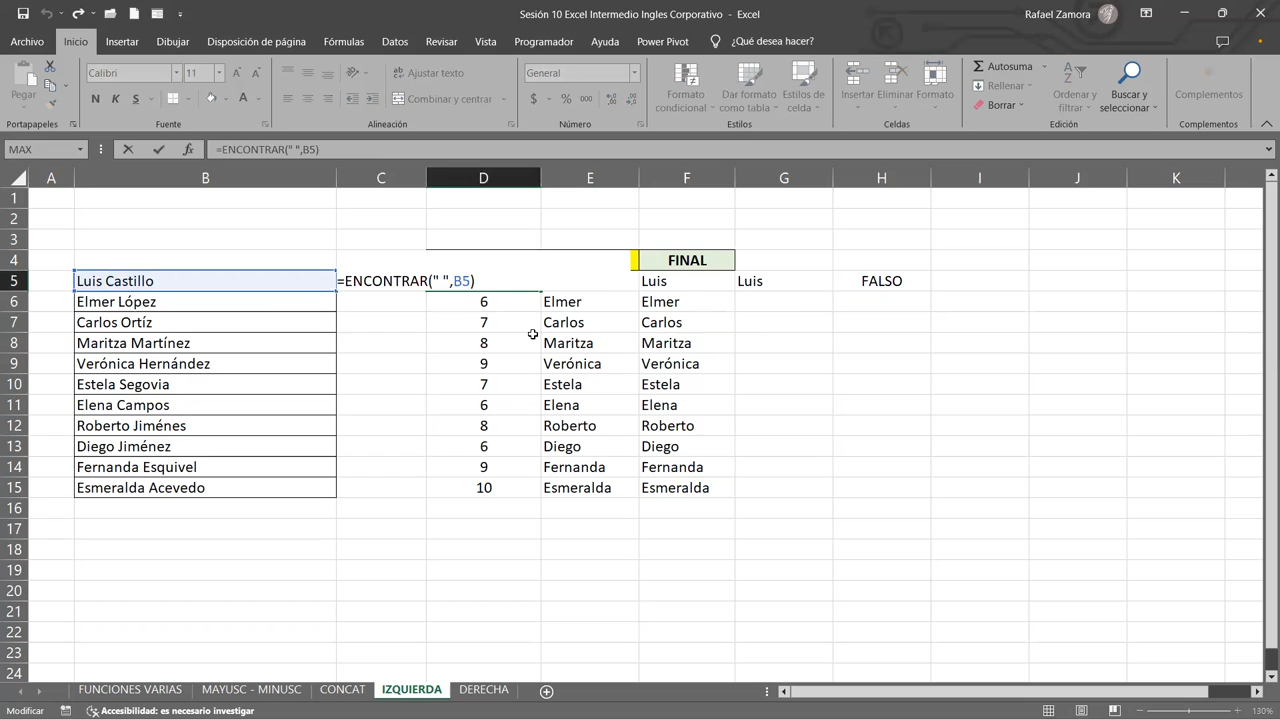 Sesión 10 Excel Intermedio Ingles Corporativo - Excel
Rafael Zamora
Archivo Inicio Insertar Dibujar Disposición de página Fórmulas Datos Revisar Vista Programador Ayuda Power Pivot ¿Qué desea hacer?
Calibri 11 Ajustar texto General Autosuma
Pegar N K S Combinar y centrar $ % 000 Formato condicional Dar formato como tabla Estilos de celda Insertar Eliminar Formato Rellenar Borrar Ordenar y filtrar Buscar y seleccionar Complementos
Portapapeles Fuente Alineación Número Estilos Celdas Edición Complementos
MAX fx =ENCONTRAR(" ",B5)
A B C D E F G H I J K
1
2
3
4 FINAL
5 Luis Castillo =ENCONTRAR(" ",B5) Luis Luis FALSO
6 Elmer López 6 Elmer Elmer
7 Carlos Ortíz 7 Carlos Carlos
8 Maritza Martínez 8 Maritza Maritza
9 Verónica Hernández 9 Verónica Verónica
10 Estela Segovia 7 Estela Estela
11 Elena Campos 6 Elena Elena
12 Roberto Jiménes 8 Roberto Roberto
13 Diego Jiménez 6 Diego Diego
14 Fernanda Esquivel 9 Fernanda Fernanda
15 Esmeralda Acevedo 10 Esmeralda Esmeralda
16
17
18
19
20
21
22
23
24
FUNCIONES VARIAS MAYUSC - MINUSC CONCAT IZQUIERDA DERECHA
Modificar Accesibilidad: es necesario investigar 130%